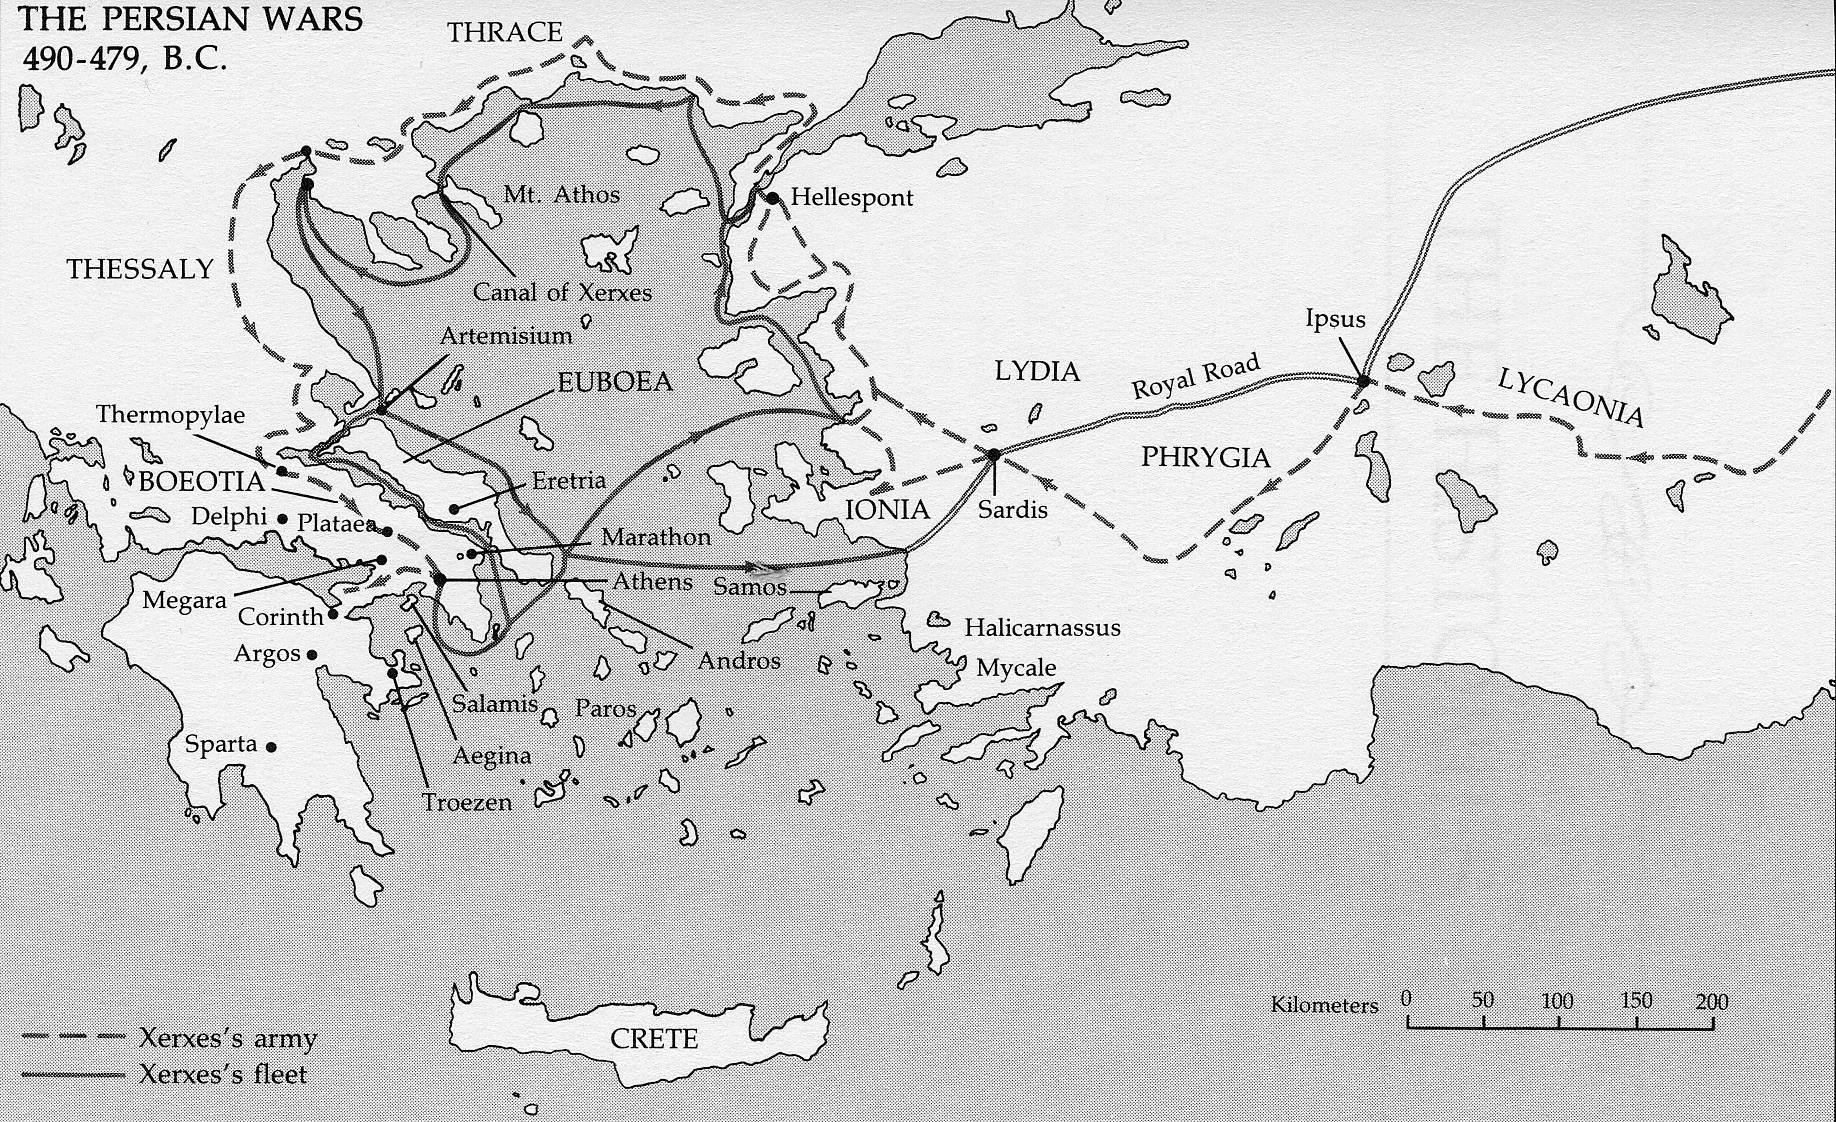 THE PERSIAN WARS
490-479, B.C.
THRACE
Mt. Athos
Hellespont
THESSALY
Canal of Xerxes
Artemisium
Ipsus
EUBOEA
LYDIA
Royal Road
LYCAONIA
Thermopylae
PHRYGIA
BOEOTIA
Eretria
IONIA
Sardis
Delphi
Plataea
Marathon
Megara
Athens
Samos
Corinth
Halicarnassus
Argos
Andros
Mycale
Salamis
Paros
Sparta
Aegina
Troezen
Kilometers 0 50 100 150 200
CRETE
Xerxes's army
Xerxes's fleet